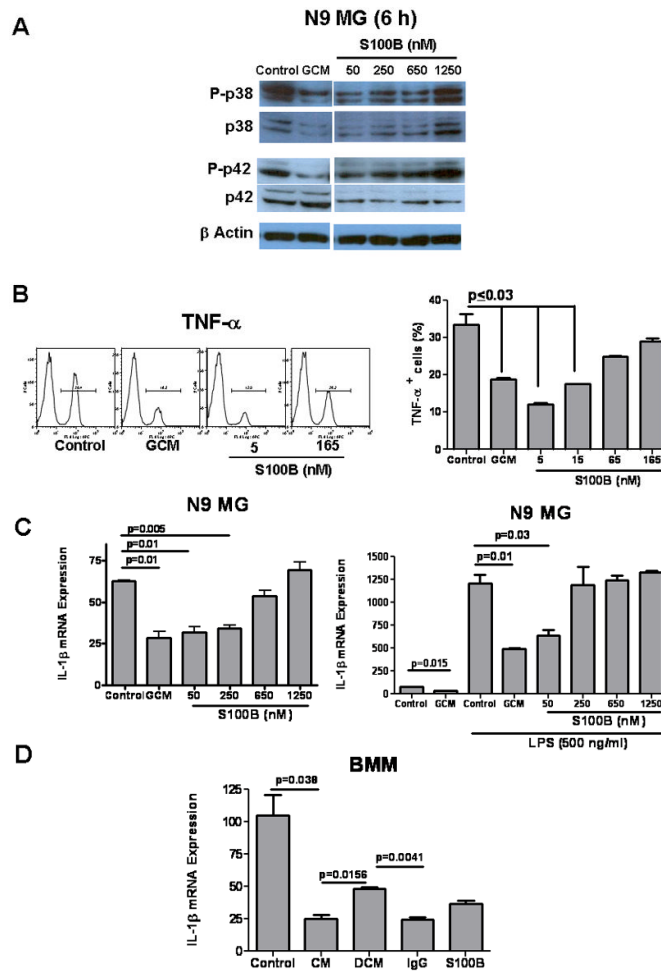 A
N9 MG (6 h)
S100B (nM)
Control GCM 50 250 650 1250
P-p38
p38
P-p42
p42
β Actin
B
TNF-α
Control GCM 5 165
S100B (nM)
p≤0.03
TNF-α + cells (%)
40
30
20
10
0
Control GCM 5 15 65 165
S100B (nM)
C
N9 MG
IL-1β mRNA Expression
75
50
25
0
p=0.005
p=0.01
p=0.01
Control GCM 50 250 650 1250
S100B (nM)
N9 MG
IL-1β mRNA Expression
1500
1250
1000
750
500
250
0
p=0.03
p=0.01
p=0.015
Control GCM Control GCM 50 250 650 1250
S100B (nM)
LPS (500 ng/ml)
D
BMM
IL-1β mRNA Expression
125
100
75
50
25
0
p=0.038
p=0.0156
p=0.0041
Control CM DCM IgG S100B